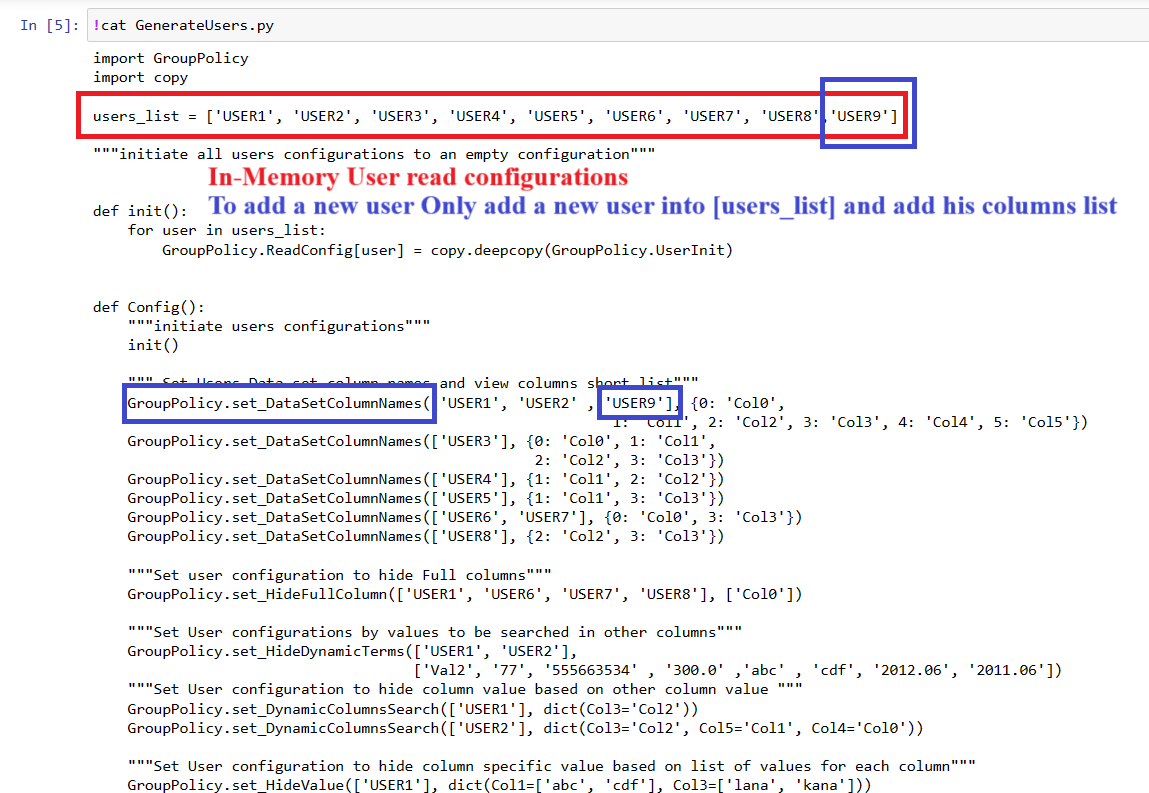 In [5]: !cat GenerateUsers.py
import GroupPolicy
import copy
users_list = ['USER1', 'USER2', 'USER3', 'USER4', 'USER5', 'USER6', 'USER7', 'USER8','USER9']
"""initiate all users configurations to an empty configuration"""
In-Memory User read configurations
To add a new user Only add a new user into [users_list] and add his columns list
def init():
for user in users_list:
GroupPolicy.ReadConfig[user] = copy.deepcopy(GroupPolicy.UserInit)
def Config():
"""initiate users configurations"""
init()
""" Set Users Data set column names and view columns short list"""
GroupPolicy.set_DataSetColumnNames( 'USER1', 'USER2' , 'USER9'], {0: 'Col0',
1: 'Col1', 2: 'Col2', 3: 'Col3', 4: 'Col4', 5: 'Col5'})
GroupPolicy.set_DataSetColumnNames(['USER3'], {0: 'Col0', 1: 'Col1',
2: 'Col2', 3: 'Col3'})
GroupPolicy.set_DataSetColumnNames(['USER4'], {1: 'Col1', 2: 'Col2'})
GroupPolicy.set_DataSetColumnNames(['USER5'], {1: 'Col1', 3: 'Col3'})
GroupPolicy.set_DataSetColumnNames(['USER6', 'USER7'], {0: 'Col0', 3: 'Col3'})
GroupPolicy.set_DataSetColumnNames(['USER8'], {2: 'Col2', 3: 'Col3'})
"""Set user configuration to hide Full columns"""
GroupPolicy.set_HideFullColumn(['USER1', 'USER6', 'USER7', 'USER8'], ['Col0'])
"""Set User configurations by values to be searched in other columns"""
GroupPolicy.set_HideDynamicTerms(['USER1', 'USER2'],
['Val2', '77', '555663534' , '300.0' ,'abc' , 'cdf', '2012.06', '2011.06'])
"""Set User configuration to hide column value based on other column value """
GroupPolicy.set_DynamicColumnsSearch(['USER1'], dict(Col3='Col2'))
GroupPolicy.set_DynamicColumnsSearch(['USER2'], dict(Col3='Col2', Col5='Col1', Col4='Col0'))
"""Set User configuration to hide column specific value based on list of values for each column"""
GroupPolicy.set_HideValue(['USER1'], dict(Col1=['abc', 'cdf'], Col3=['lana', 'kana']))